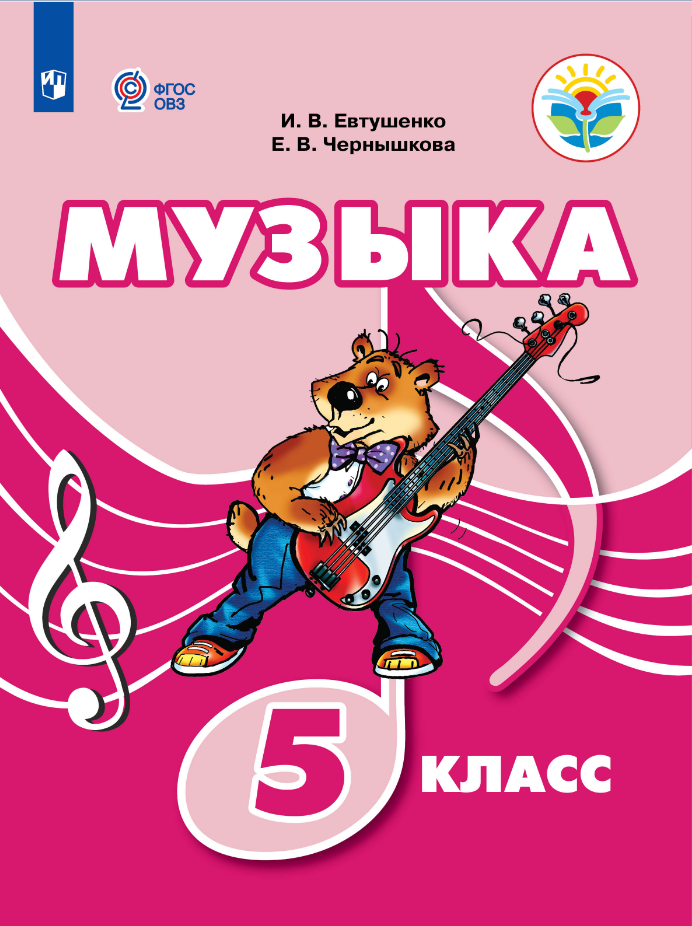 ФГОС
ОВЗ
И. В. Евтушенко
Е. В. Чернышкова
МУЗЫКА
5
КЛАСС